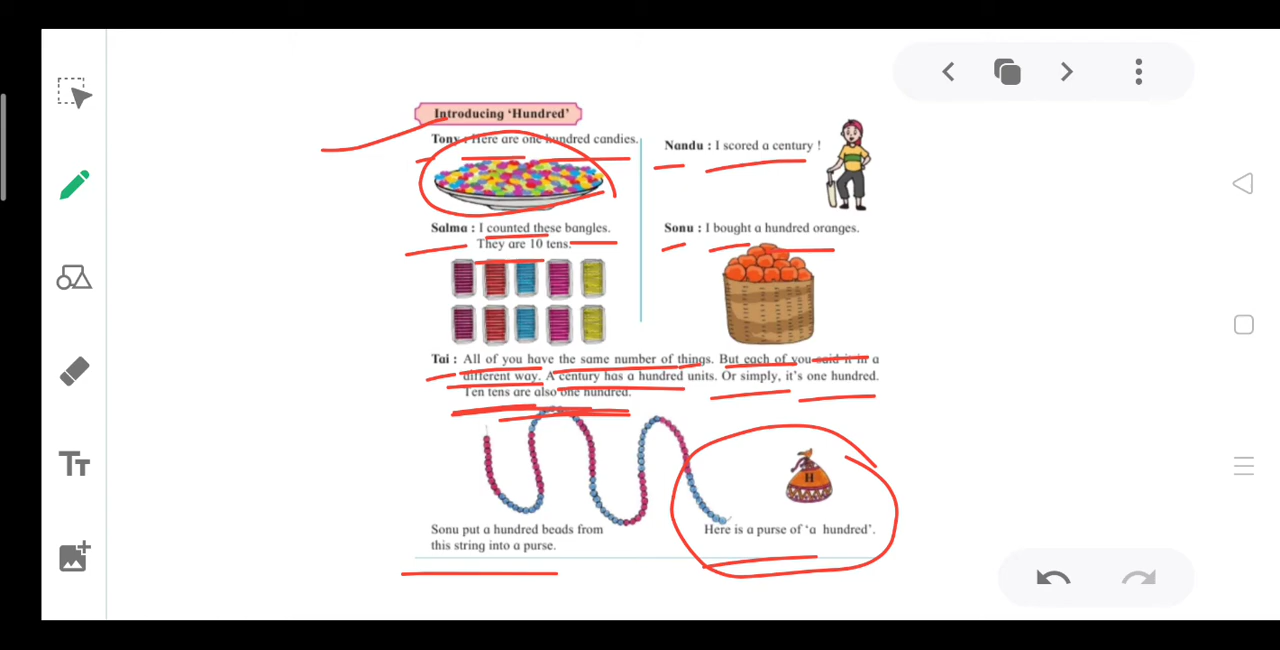 Introducing ‘Hundred’
Tony : Here are one hundred candies.
Nandu : I scored a century !
Salma : I counted these bangles.
They are 10 tens.
Sonu : I bought a hundred oranges.
Tai : All of you have the same number of things. But each of you said it in a
different way. A century has a hundred units. Or simply, it’s one hundred.
Ten tens are also one hundred.
H
Sonu put a hundred beads from
this string into a purse.
Here is a purse of ‘a hundred’.
TT